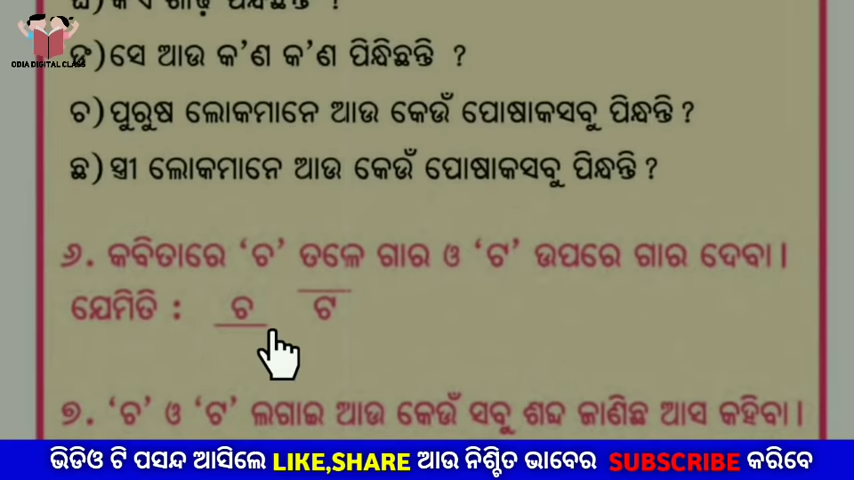 ODIA DIGITAL CLASS
ଙ) ସେ ଆଉ କ'ଣ କ'ଣ ପିନ୍ଧିଛନ୍ତି ?
ଚ) ପୁରୁଷ ଲୋକମାନେ ଆଉ କେଉଁ ପୋଷାକସବୁ ପିନ୍ଧନ୍ତି ?
ଛ) ସ୍ତ୍ରୀ ଲୋକମାନେ ଆଉ କେଉଁ ପୋଷାକସବୁ ପିନ୍ଧନ୍ତି ?
୬. କବିତାରେ ‘ଚ’ ତଳେ ଗାର ଓ ‘ଟ’ ଉପରେ ଗାର ଦେବା।
ଯେମିତି : ଚ ଟ
୭. ‘ଚ’ ଓ ‘ଟ’ ଲଗାଇ ଆଉ କେଉଁ ସବୁ ଶବ୍ଦ ଜାଣିଛ ଆସ କହିବା।
ଭିଡିଓ ଟି ପସନ୍ଦ ଆସିଲେ LIKE,SHARE ଆଉ ନିଶ୍ଚିତ ଭାବେର SUBSCRIBE କରିବେ